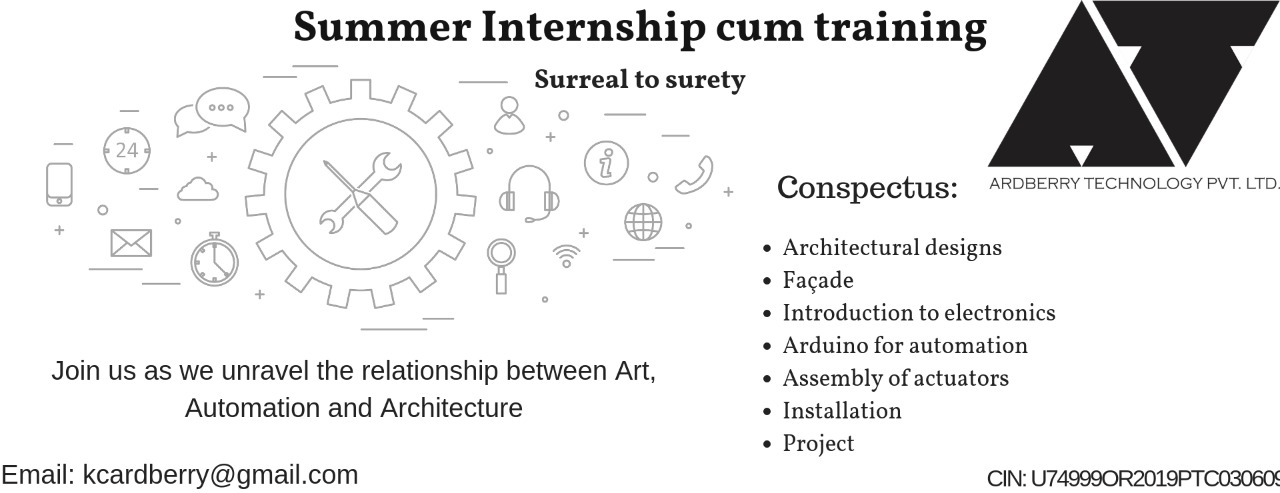 Summer Internship cum training
Surreal to surety
24
ARDBERRY TECHNOLOGY PVT. LTD.
Conspectus:
• Architectural designs
• Façade
• Introduction to electronics
• Arduino for automation
• Assembly of actuators
• Installation
• Project
Join us as we unravel the relationship between Art,
Automation and Architecture
Email: kcardberry@gmail.com
CIN: U74999OR2019PTC030609